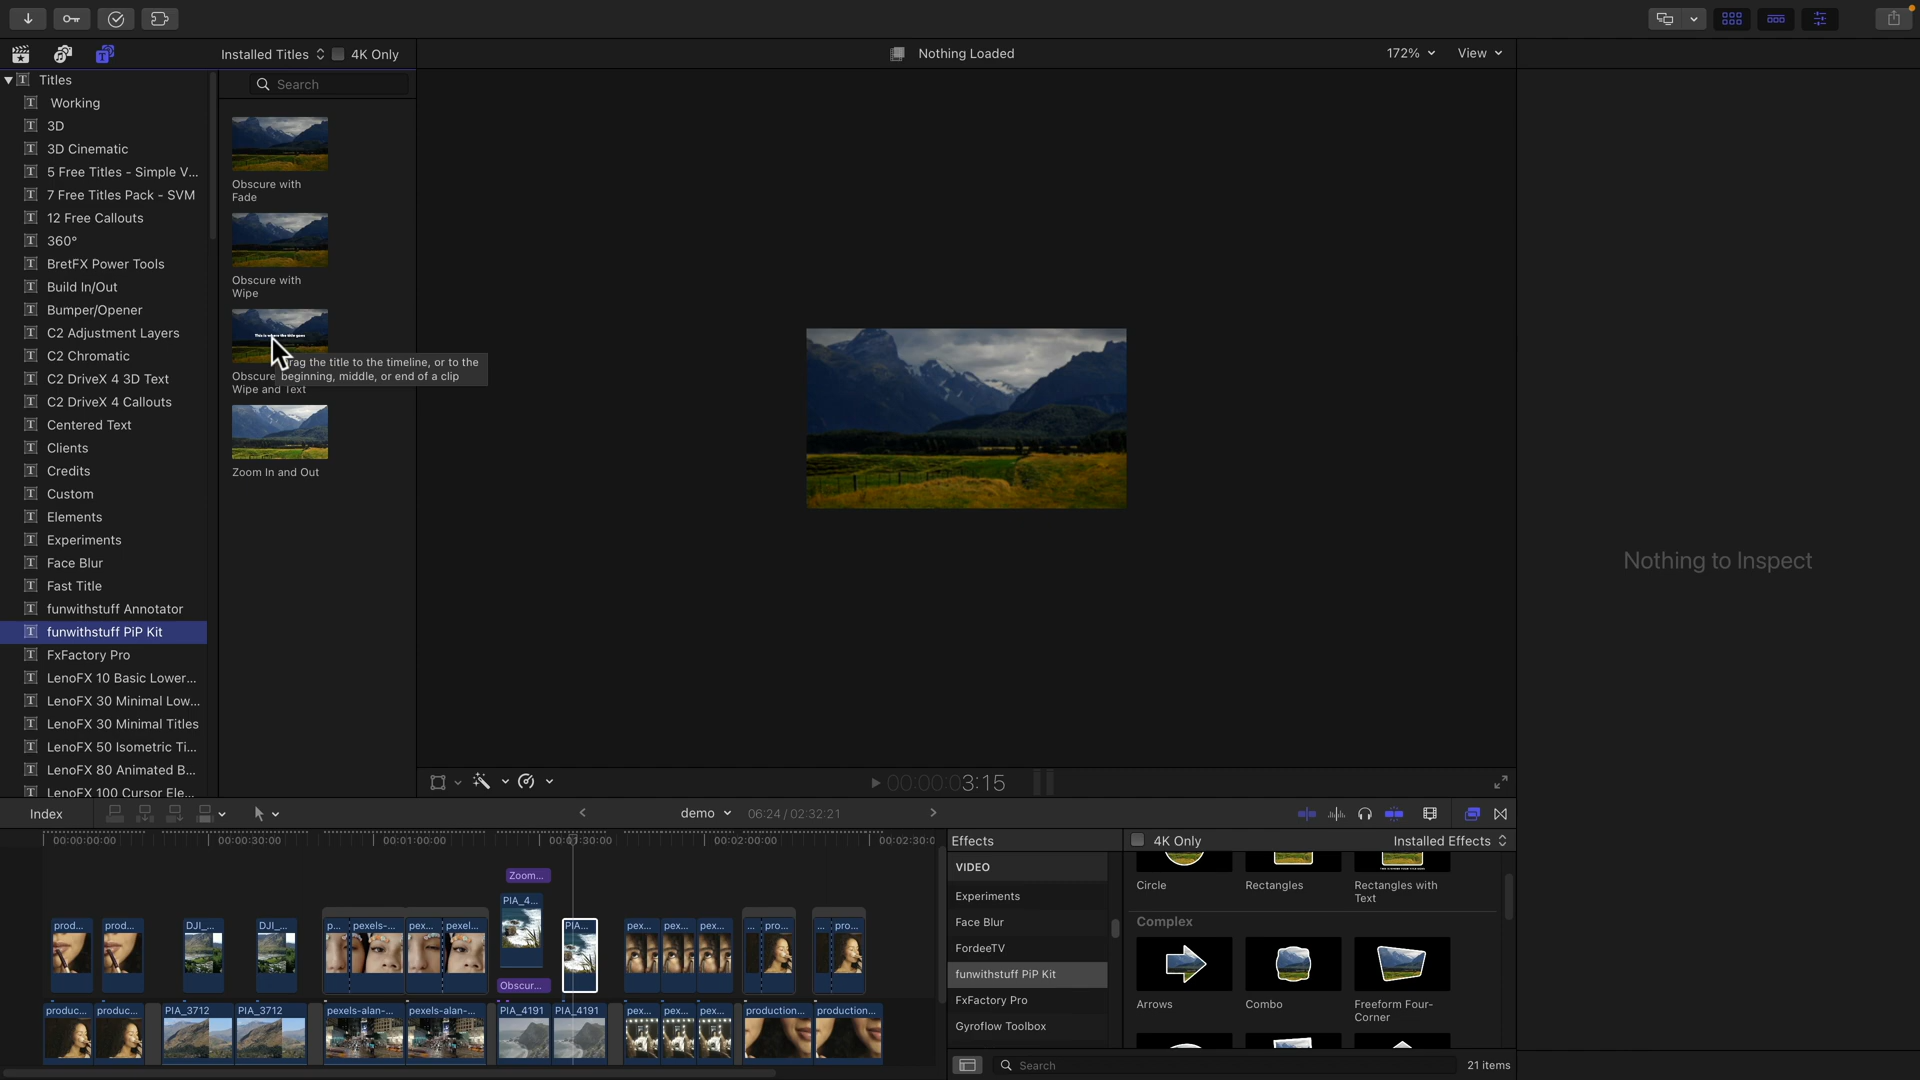 Installed Titles
4K Only
Nothing Loaded
172%
View
Titles
Search
Working
3D
3D Cinematic
5 Free Titles - Simple V...
7 Free Titles Pack - SVM
12 Free Callouts
360°
BretFX Power Tools
Build In/Out
Bumper/Opener
C2 Adjustment Layers
C2 Chromatic
C2 DriveX 4 3D Text
C2 DriveX 4 Callouts
Centered Text
Clients
Credits
Custom
Elements
Experiments
Face Blur
Fast Title
funwithstuff Annotator
funwithstuff PiP Kit
FxFactory Pro
LenoFX 10 Basic Lower...
LenoFX 30 Minimal Low...
LenoFX 30 Minimal Titles
LenoFX 50 Isometric Ti...
LenoFX 80 Animated B...
LenoFX 100 Cursor Ele...
Obscure with
Fade
Obscure with
Wipe
This is where the title goes
Obscure
Wipe and Text
rag the title to the timeline, or to the
beginning, middle, or end of a clip
Zoom In and Out
Nothing to Inspect
00:00:03:15
Index
demo
06:24 / 02:32:21
00:00:00:00
00:00:30:00
00:01:00:00
00:01:30:00
00:02:00:00
00:02:30:0
Zoom...
PIA_4...
prod...
prod...
DJI_...
DJI_...
p...
pexels-...
pex...
pexel...
PIA...
pex...
pex...
pex...
...
pro...
...
pro...
Obscur...
produc...
produc...
PIA_3712
PIA_3712
pexels-alan-...
pexels-alan-...
PIA_4191
PIA_4191
pex...
pex...
pex...
production...
production...
Effects
4K Only
Installed Effects
VIDEO
Experiments
Face Blur
FordeeTV
funwithstuff PiP Kit
FxFactory Pro
Gyroflow Toolbox
Circle
Rectangles
Rectangles with
Text
Complex
Arrows
Combo
Freeform Four-
Corner
Search
21 items